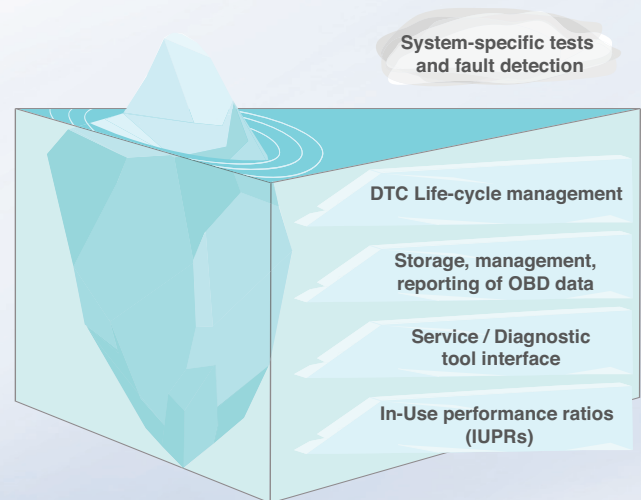 System-specific tests
and fault detection
DTC Life-cycle management
Storage, management,
reporting of OBD data
Service / Diagnostic
tool interface
In-Use performance ratios
(IUPRs)